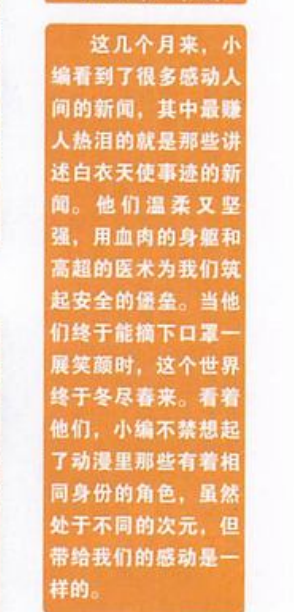 这几个月来，小
编看到了很多感动人
间的新闻，其中最赚
人热泪的就是那些讲
述白衣天使事迹的新
闻。他们温柔又坚
强，用血肉的身躯和
高超的医术为我们筑
起安全的堡垒。当他
们终于能摘下口罩一
展笑颜时，这个世界
终于冬尽春来。看着
他们，小编不禁想起
了动漫里那些有着相
同身份的角色，虽然
处于不同的次元，但
带给我们的感动是一
样的。